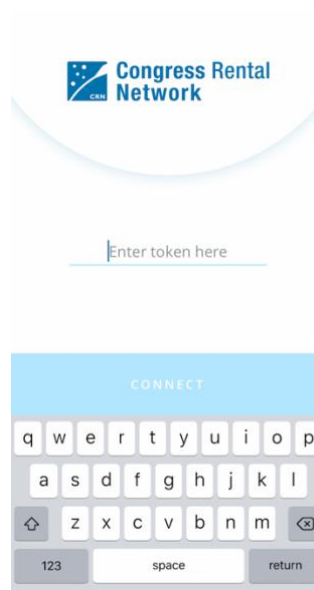 Congress Rental
CRN Network
Enter token here
CONNECT
q w e r t y u i o p
a s d f g h j k l
z x c v b n m
123 space return